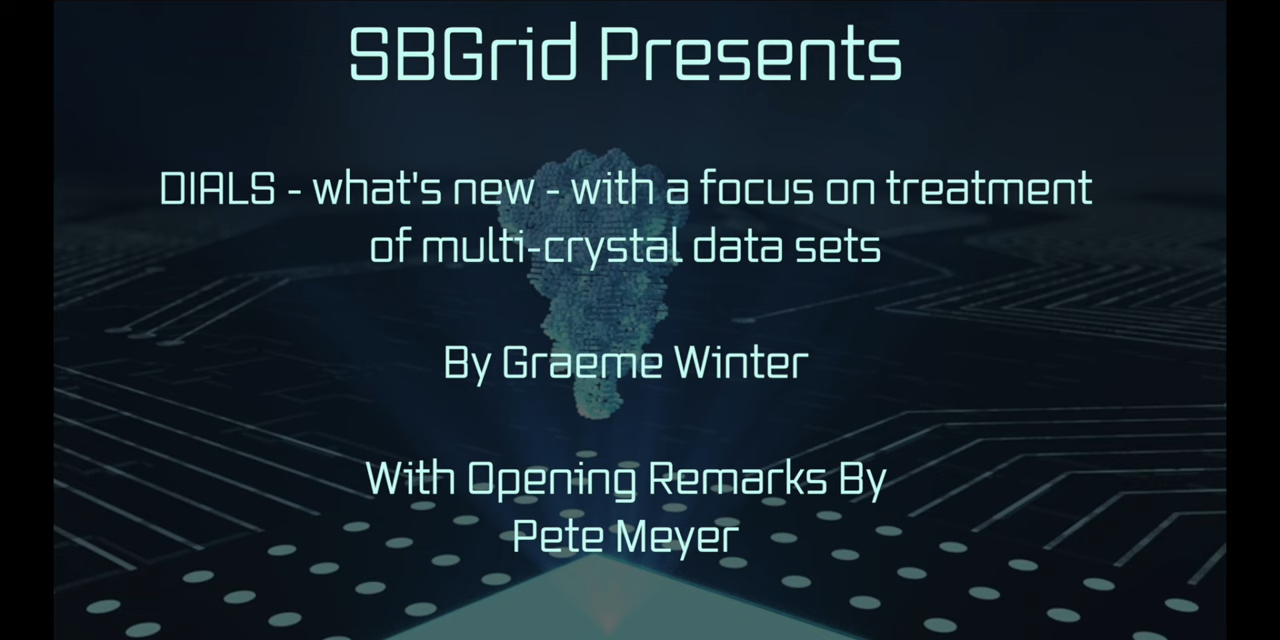 SBGrid Presents
DIALS - what's new - with a focus on treatment
of multi-crystal data sets
By Graeme Winter
With Opening Remarks By
Pete Meyer